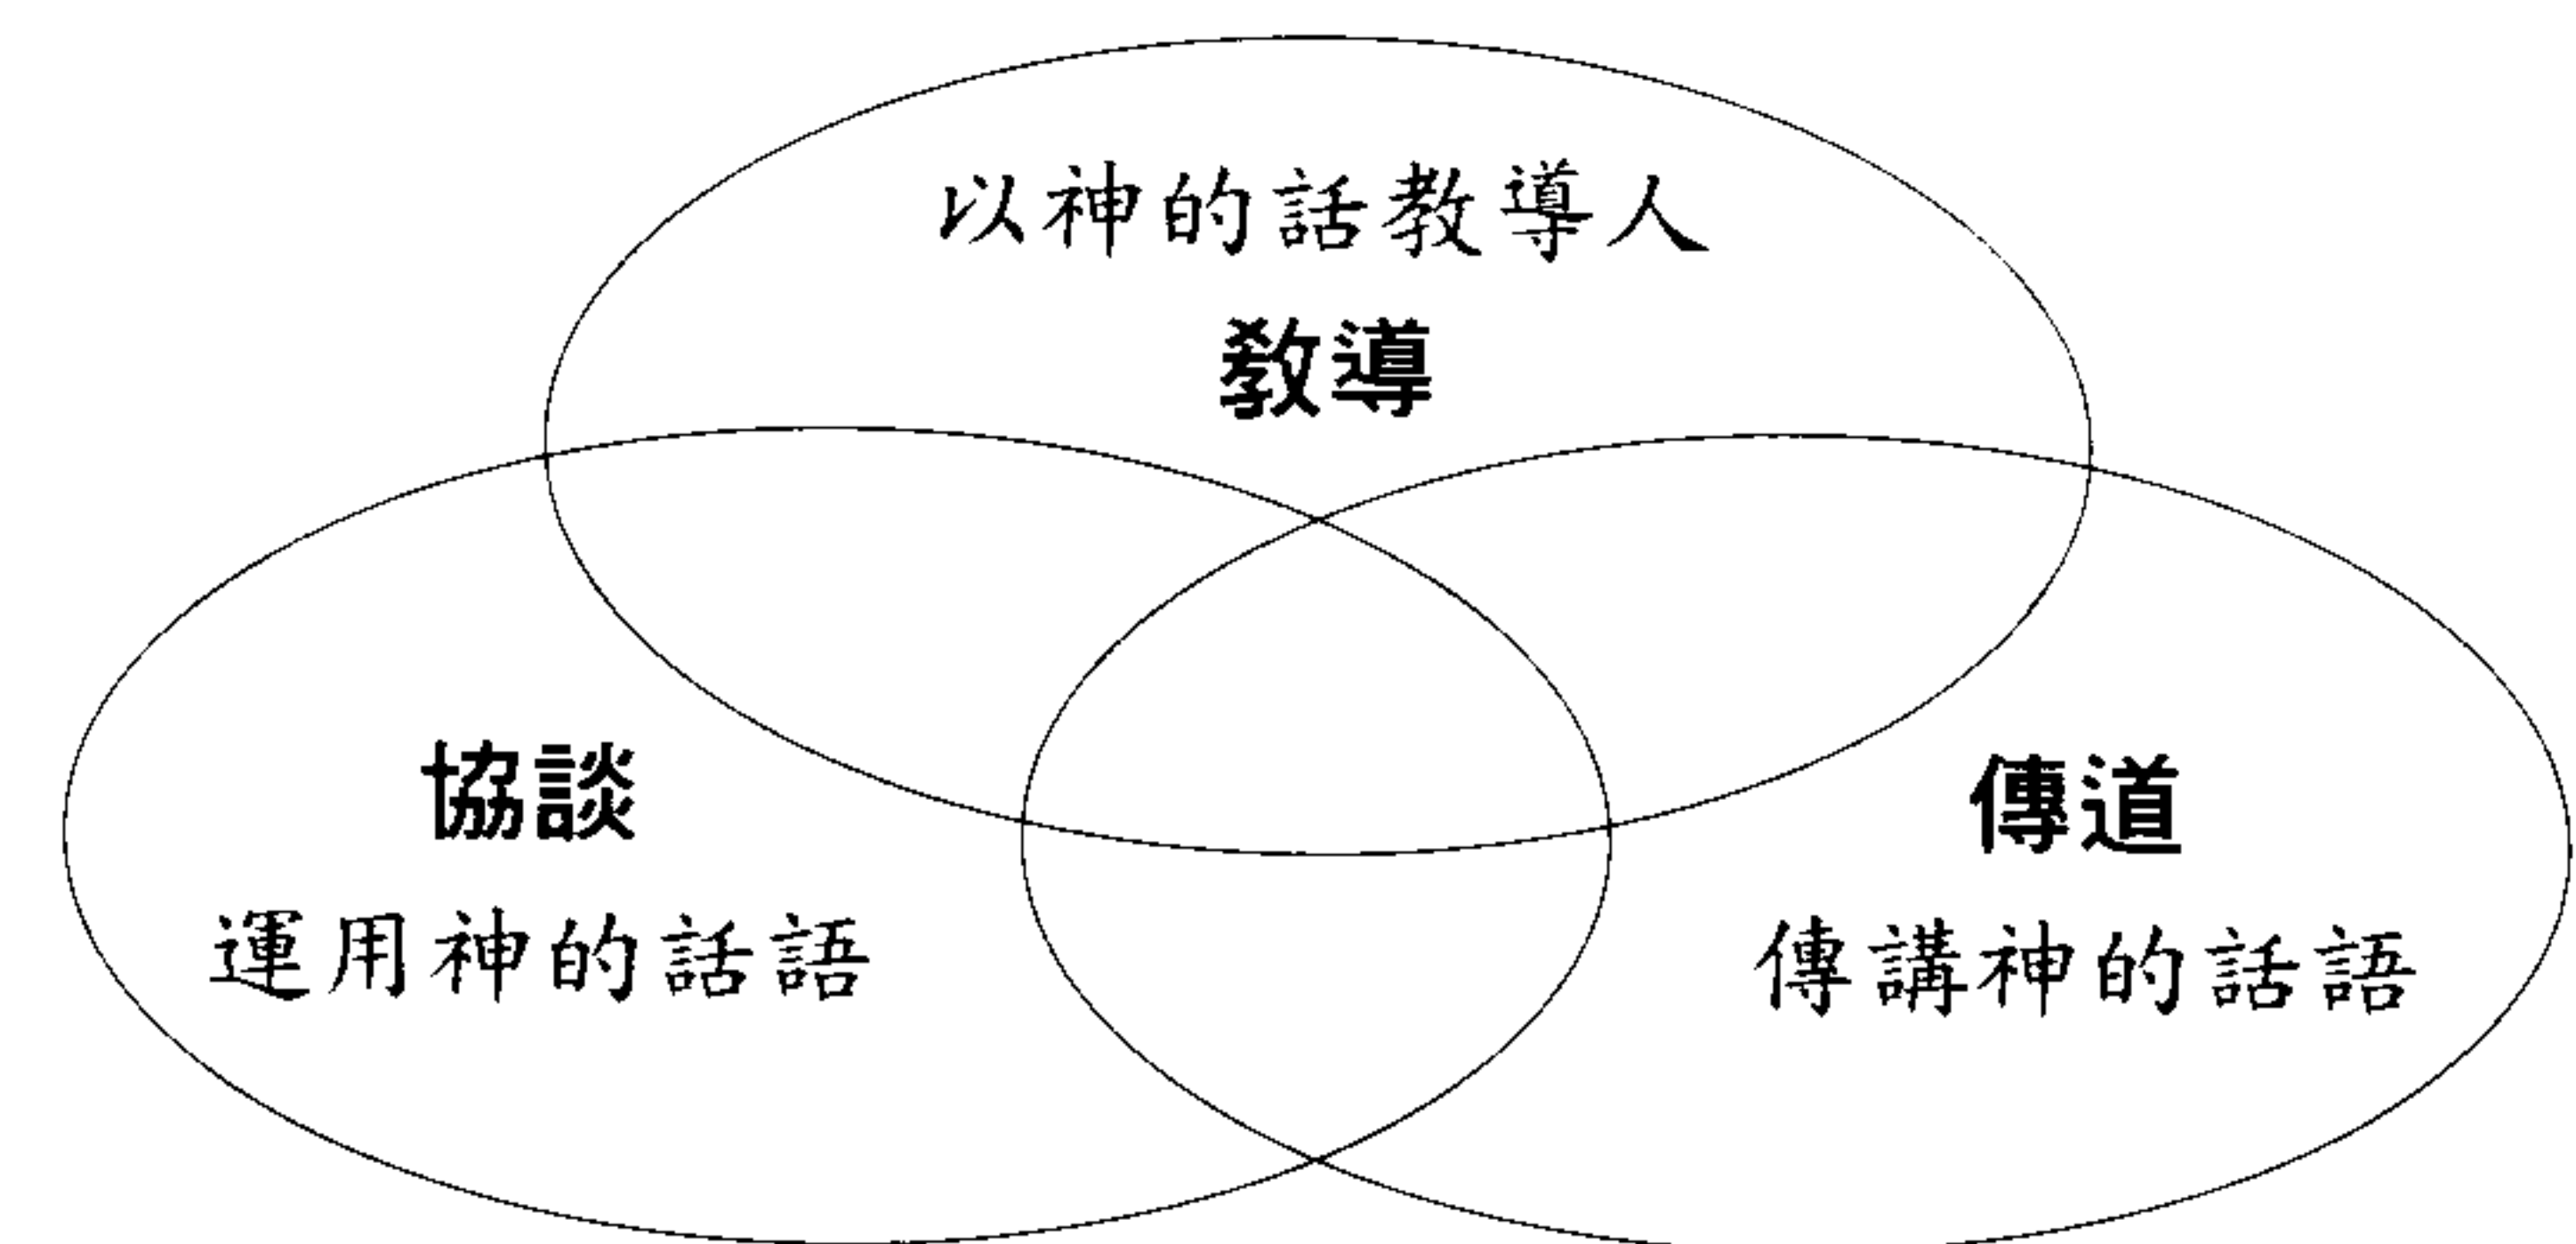 以神的話教導人
教導
協談
運用神的話語
傳道
傳講神的話語